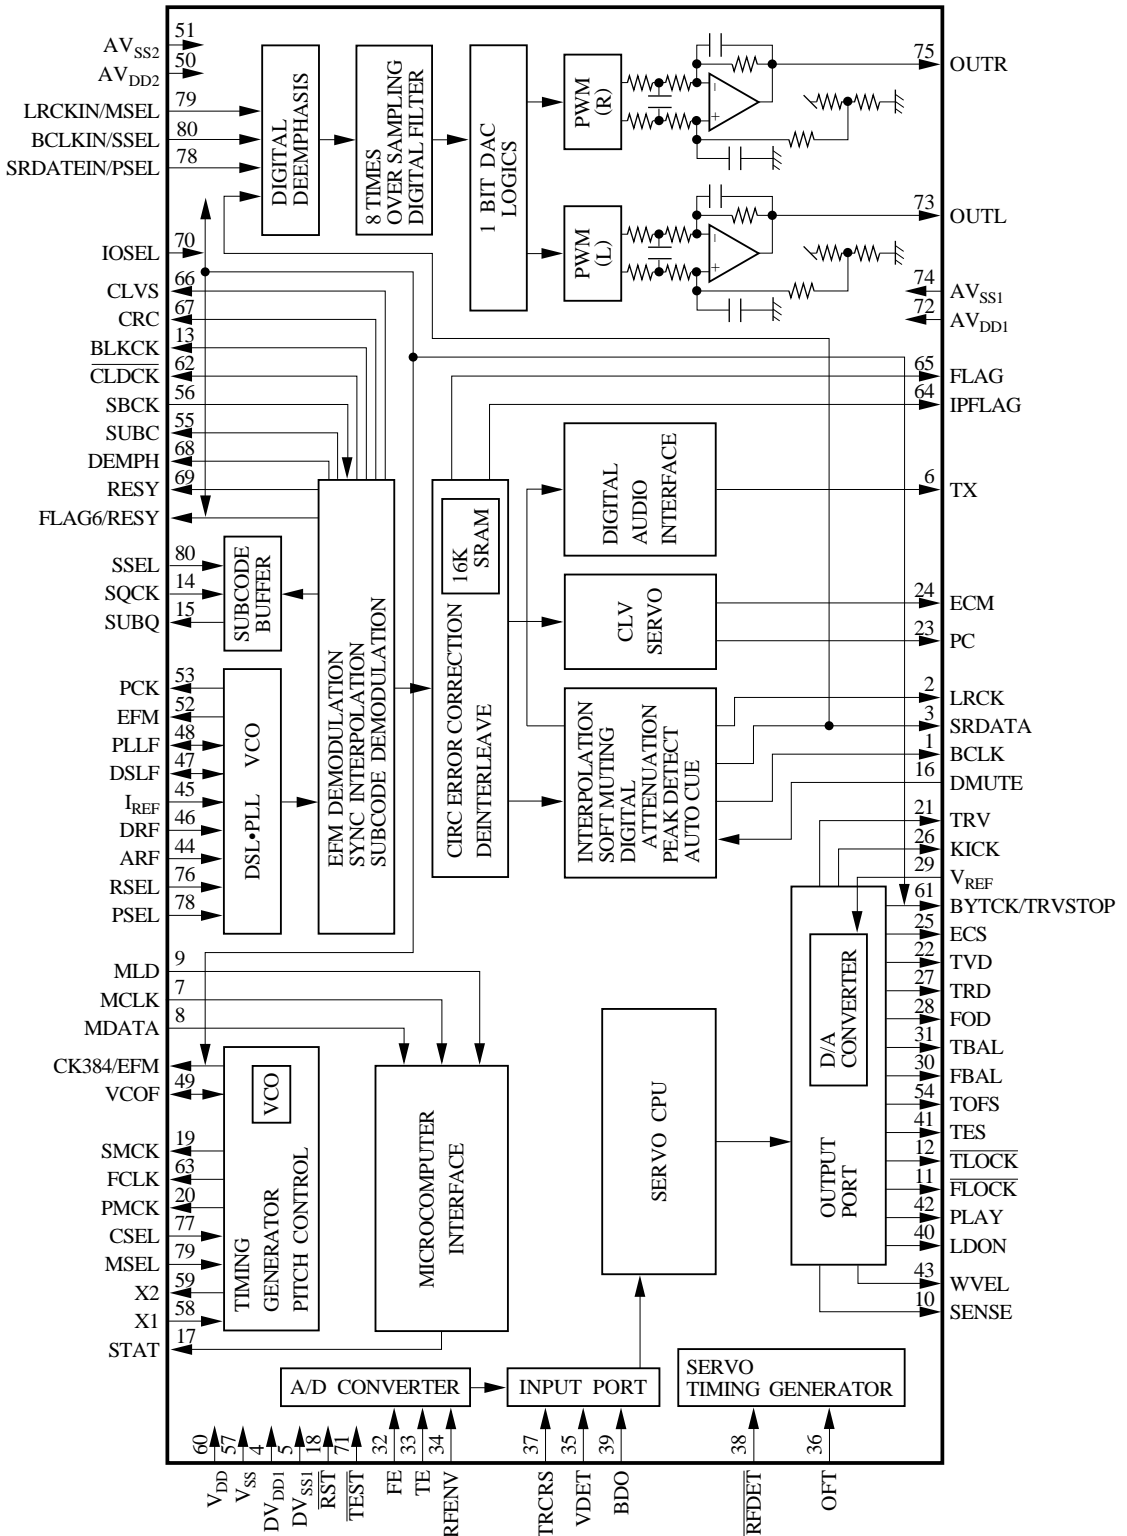 51
AVSS2
50
AVDD2
79
LRCKIN/MSEL
80
BCLKIN/SSEL
78
SRDATEIN/PSEL
70
IOSEL
66
CLVS
67
CRC
13
BLKCK
62
CLDCK
56
SBCK
55
SUBC
68
DEMPH
69
RESY
FLAG6/RESY
80
SSEL
14
SQCK
15
SUBQ
53
PCK
52
EFM
48
PLLF
47
DSLF
45
IREF
46
DRF
44
ARF
76
RSEL
78
PSEL
9
MLD
7
MCLK
8
MDATA
CK384/EFM
49
VCOF
19
SMCK
63
FCLK
20
PMCK
77
CSEL
79
MSEL
59
X2
58
X1
17
STAT
DIGITAL
DEEMPHASIS
8 TIMES
OVER SAMPLING
DIGITAL FILTER
1 BIT DAC
LOGICS
PWM
(R)
-
+
PWM
(L)
-
+
SUBCODE
BUFFER
DSL•PLL VCO
EFM DEMODULATION
SYNC INTERPOLATION
SUBCODE DEMODULATION
16K
SRAM
CIRC ERROR CORRECTION
DEINTERLEAVE
DIGITAL
AUDIO
INTERFACE
CLV
SERVO
INTERPOLATION
SOFT MUTING
DIGITAL
ATTENUATION
PEAK DETECT
AUTO CUE
VCO
TIMING
GENERATOR
PITCH CONTROL
MICROCOMPUTER
INTERFACE
SERVO CPU
D/A
CONVERTER
OUTPUT
PORT
A/D CONVERTER
INPUT PORT
SERVO
TIMING GENERATOR
75
OUTR
73
OUTL
74
AVSS1
72
AVDD1
65
FLAG
64
IPFLAG
6
TX
24
ECM
23
PC
2
LRCK
3
SRDATA
1
BCLK
16
DMUTE
21
TRV
26
KICK
29
VREF
61
BYTCK/TRVSTOP
25
ECS
22
TVD
27
TRD
28
FOD
31
TBAL
30
FBAL
54
TOFS
41
TES
12
TLOCK
11
FLOCK
42
PLAY
40
LDON
43
WVEL
10
SENSE
60
VDD
57
VSS
4
DVDD1
5
DVSS1
18
RST
71
TEST
32
FE
33
TE
34
RFENV
37
TRCRS
35
VDET
39
BDO
38
RFDET
36
OFT